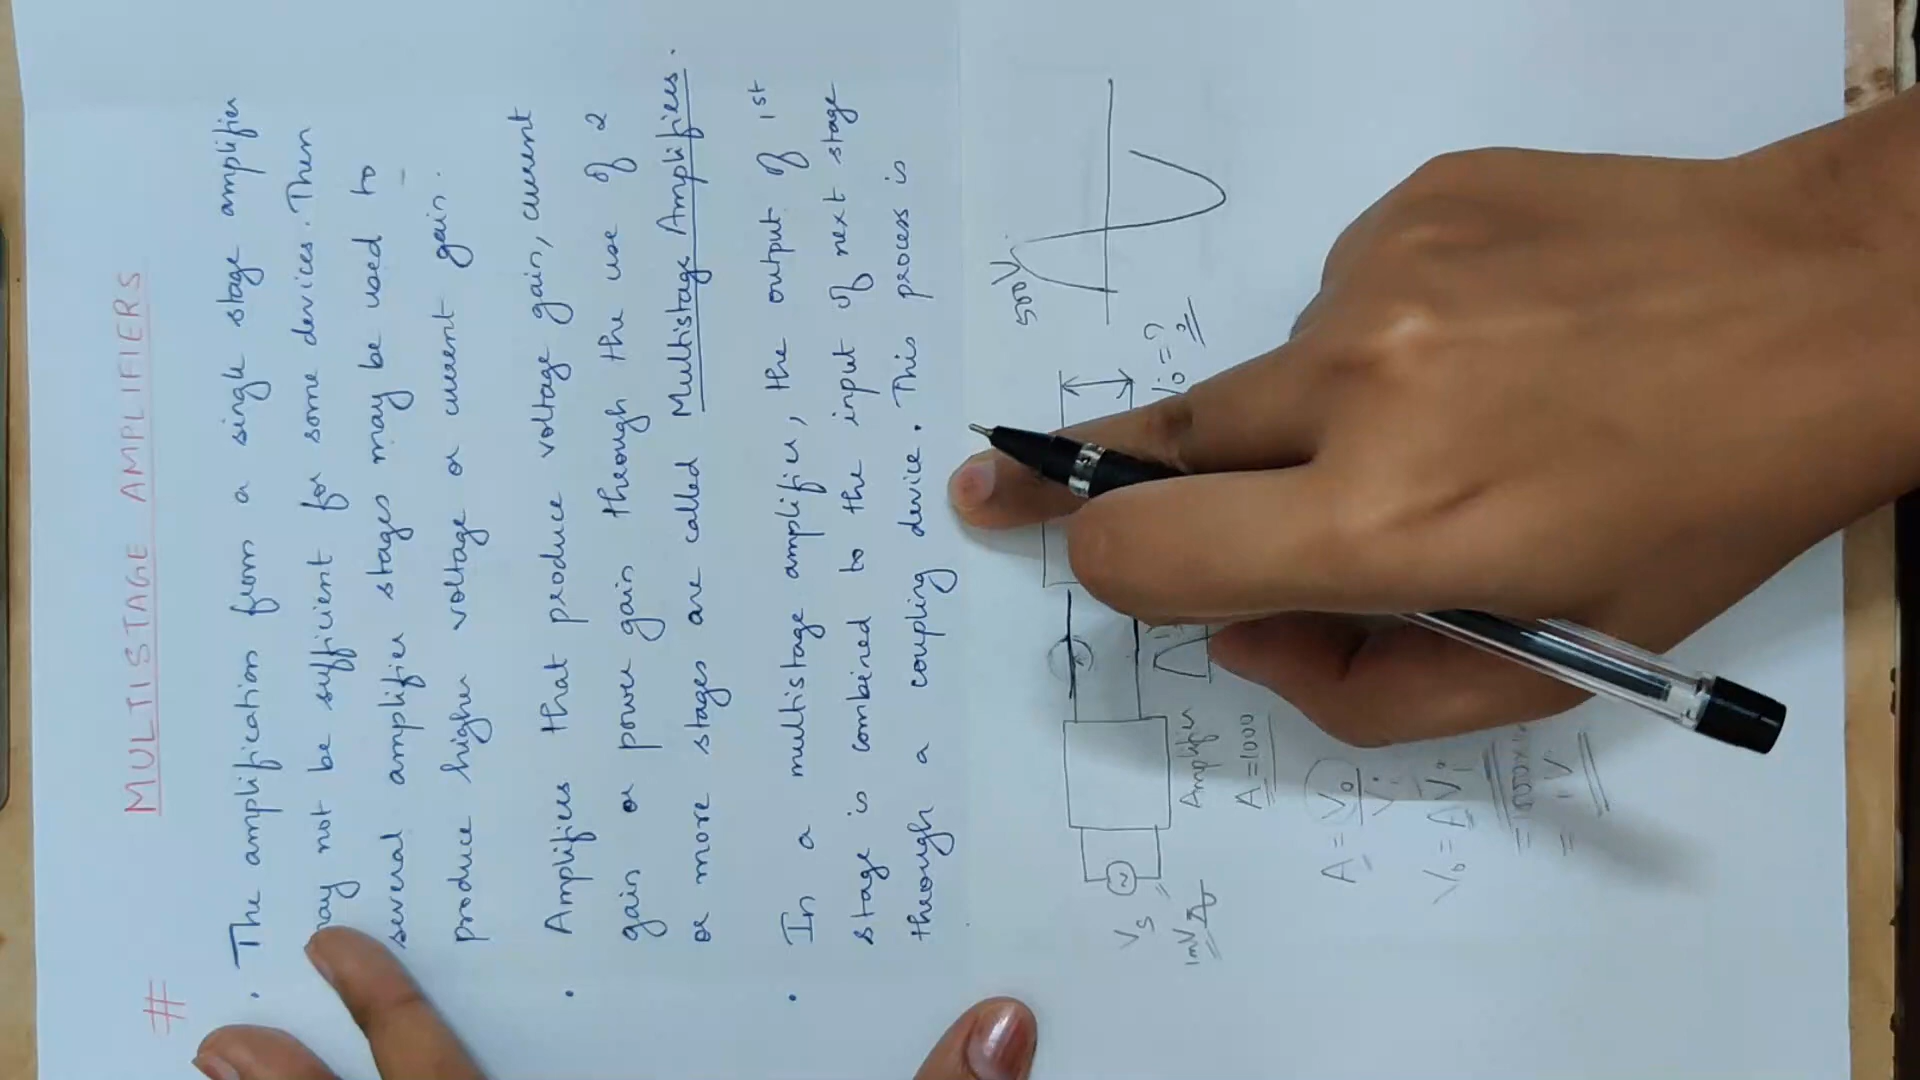 # MULTISTAGE AMPLIFIERS
• The amplification from a single stage amplifier
may not be sufficient for some devices. Then
several amplifier stages may be used to
produce higher voltage or current gain.
• Amplifiers that produce voltage gain, current
gain or power gain through the use of 2
or more stages are called Multistage Amplifiers.
• In a multistage amplifier, the output of 1st
stage is combined to the input of next stage
through a coupling device. This process is
500V
Vs
1mV
Amplifier
A=1000
A = Vo/Vi
Vo = AVi
= 1V